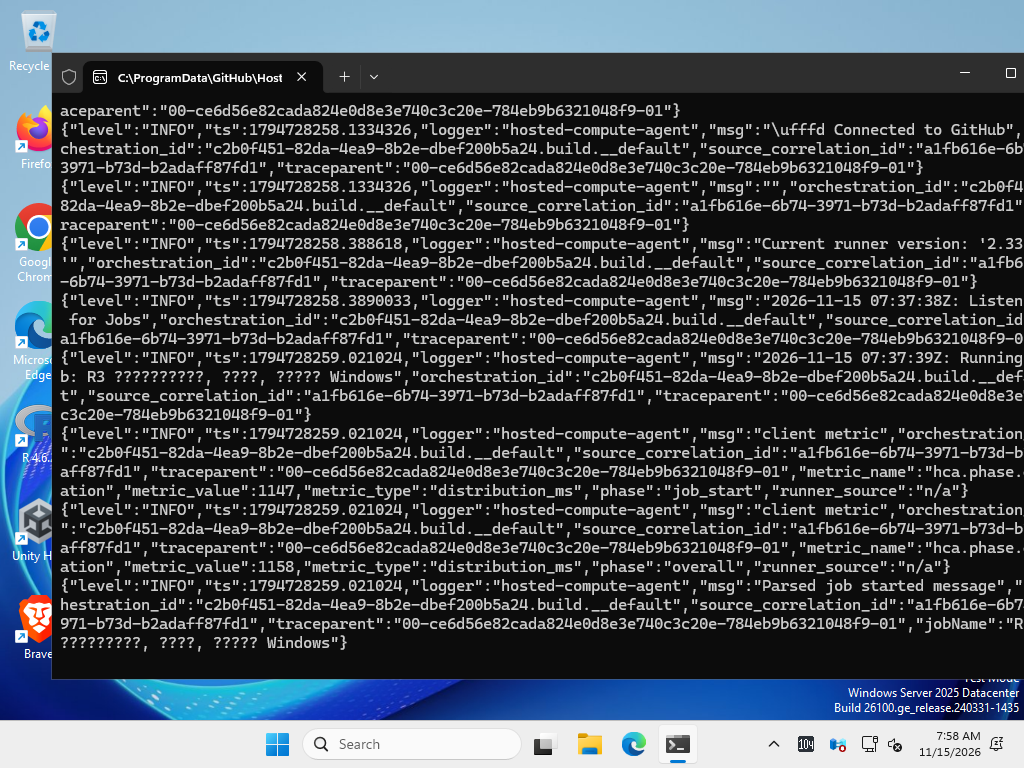 Recycle
Firefo
Googl
Chrom
Micros
Edge
R 4.6.
Unity H
Brave
C:\ProgramData\GitHub\Host
aceparent":"00-ce6d56e82cada824e0d8e3e740c3c20e-784eb9b6321048f9-01"}
{"level":"INFO","ts":1794728258.1334326,"logger":"hosted-compute-agent","msg":"\ufffd Connected to GitHub",
chestration_id":"c2b0f451-82da-4ea9-8b2e-dbef200b5a24.build.__default","source_correlation_id":"a1fb616e-6b
3971-b73d-b2adaff87fd1","traceparent":"00-ce6d56e82cada824e0d8e3e740c3c20e-784eb9b6321048f9-01"}
{"level":"INFO","ts":1794728258.1334326,"logger":"hosted-compute-agent","msg":"","orchestration_id":"c2b0f4
82da-4ea9-8b2e-dbef200b5a24.build.__default","source_correlation_id":"a1fb616e-6b74-3971-b73d-b2adaff87fd1"
raceparent":"00-ce6d56e82cada824e0d8e3e740c3c20e-784eb9b6321048f9-01"}
{"level":"INFO","ts":1794728258.388618,"logger":"hosted-compute-agent","msg":"Current runner version: '2.33
'","orchestration_id":"c2b0f451-82da-4ea9-8b2e-dbef200b5a24.build.__default","source_correlation_id":"a1fb6
-6b74-3971-b73d-b2adaff87fd1","traceparent":"00-ce6d56e82cada824e0d8e3e740c3c20e-784eb9b6321048f9-01"}
{"level":"INFO","ts":1794728258.3890033,"logger":"hosted-compute-agent","msg":"2026-11-15 07:37:38Z: Listen
for Jobs","orchestration_id":"c2b0f451-82da-4ea9-8b2e-dbef200b5a24.build.__default","source_correlation_id
a1fb616e-6b74-3971-b73d-b2adaff87fd1","traceparent":"00-ce6d56e82cada824e0d8e3e740c3c20e-784eb9b6321048f9-0
{"level":"INFO","ts":1794728259.021024,"logger":"hosted-compute-agent","msg":"2026-11-15 07:37:39Z: Running
b: R3 ??????????, ????, ????? Windows","orchestration_id":"c2b0f451-82da-4ea9-8b2e-dbef200b5a24.build.__def
t","source_correlation_id":"a1fb616e-6b74-3971-b73d-b2adaff87fd1","traceparent":"00-ce6d56e82cada824e0d8e3e
c3c20e-784eb9b6321048f9-01"}
{"level":"INFO","ts":1794728259.021024,"logger":"hosted-compute-agent","msg":"client metric","orchestration
":"c2b0f451-82da-4ea9-8b2e-dbef200b5a24.build.__default","source_correlation_id":"a1fb616e-6b74-3971-b73d-b
aff87fd1","traceparent":"00-ce6d56e82cada824e0d8e3e740c3c20e-784eb9b6321048f9-01","metric_name":"hca.phase.
ation","metric_value":1147,"metric_type":"distribution_ms","phase":"job_start","runner_source":"n/a"}
{"level":"INFO","ts":1794728259.021024,"logger":"hosted-compute-agent","msg":"client metric","orchestration
":"c2b0f451-82da-4ea9-8b2e-dbef200b5a24.build.__default","source_correlation_id":"a1fb616e-6b74-3971-b73d-b
aff87fd1","traceparent":"00-ce6d56e82cada824e0d8e3e740c3c20e-784eb9b6321048f9-01","metric_name":"hca.phase.
ation","metric_value":1158,"metric_type":"distribution_ms","phase":"overall","runner_source":"n/a"}
{"level":"INFO","ts":1794728259.021024,"logger":"hosted-compute-agent","msg":"Parsed job started message","
hestration_id":"c2b0f451-82da-4ea9-8b2e-dbef200b5a24.build.__default","source_correlation_id":"a1fb616e-6b7
971-b73d-b2adaff87fd1","traceparent":"00-ce6d56e82cada824e0d8e3e740c3c20e-784eb9b6321048f9-01","jobName":"R
?????????, ????, ????? Windows"}
Test Mode
Windows Server 2025 Datacenter
Build 26100.ge_release.240331-1435
Search
104
7:58 AM
11/15/2026